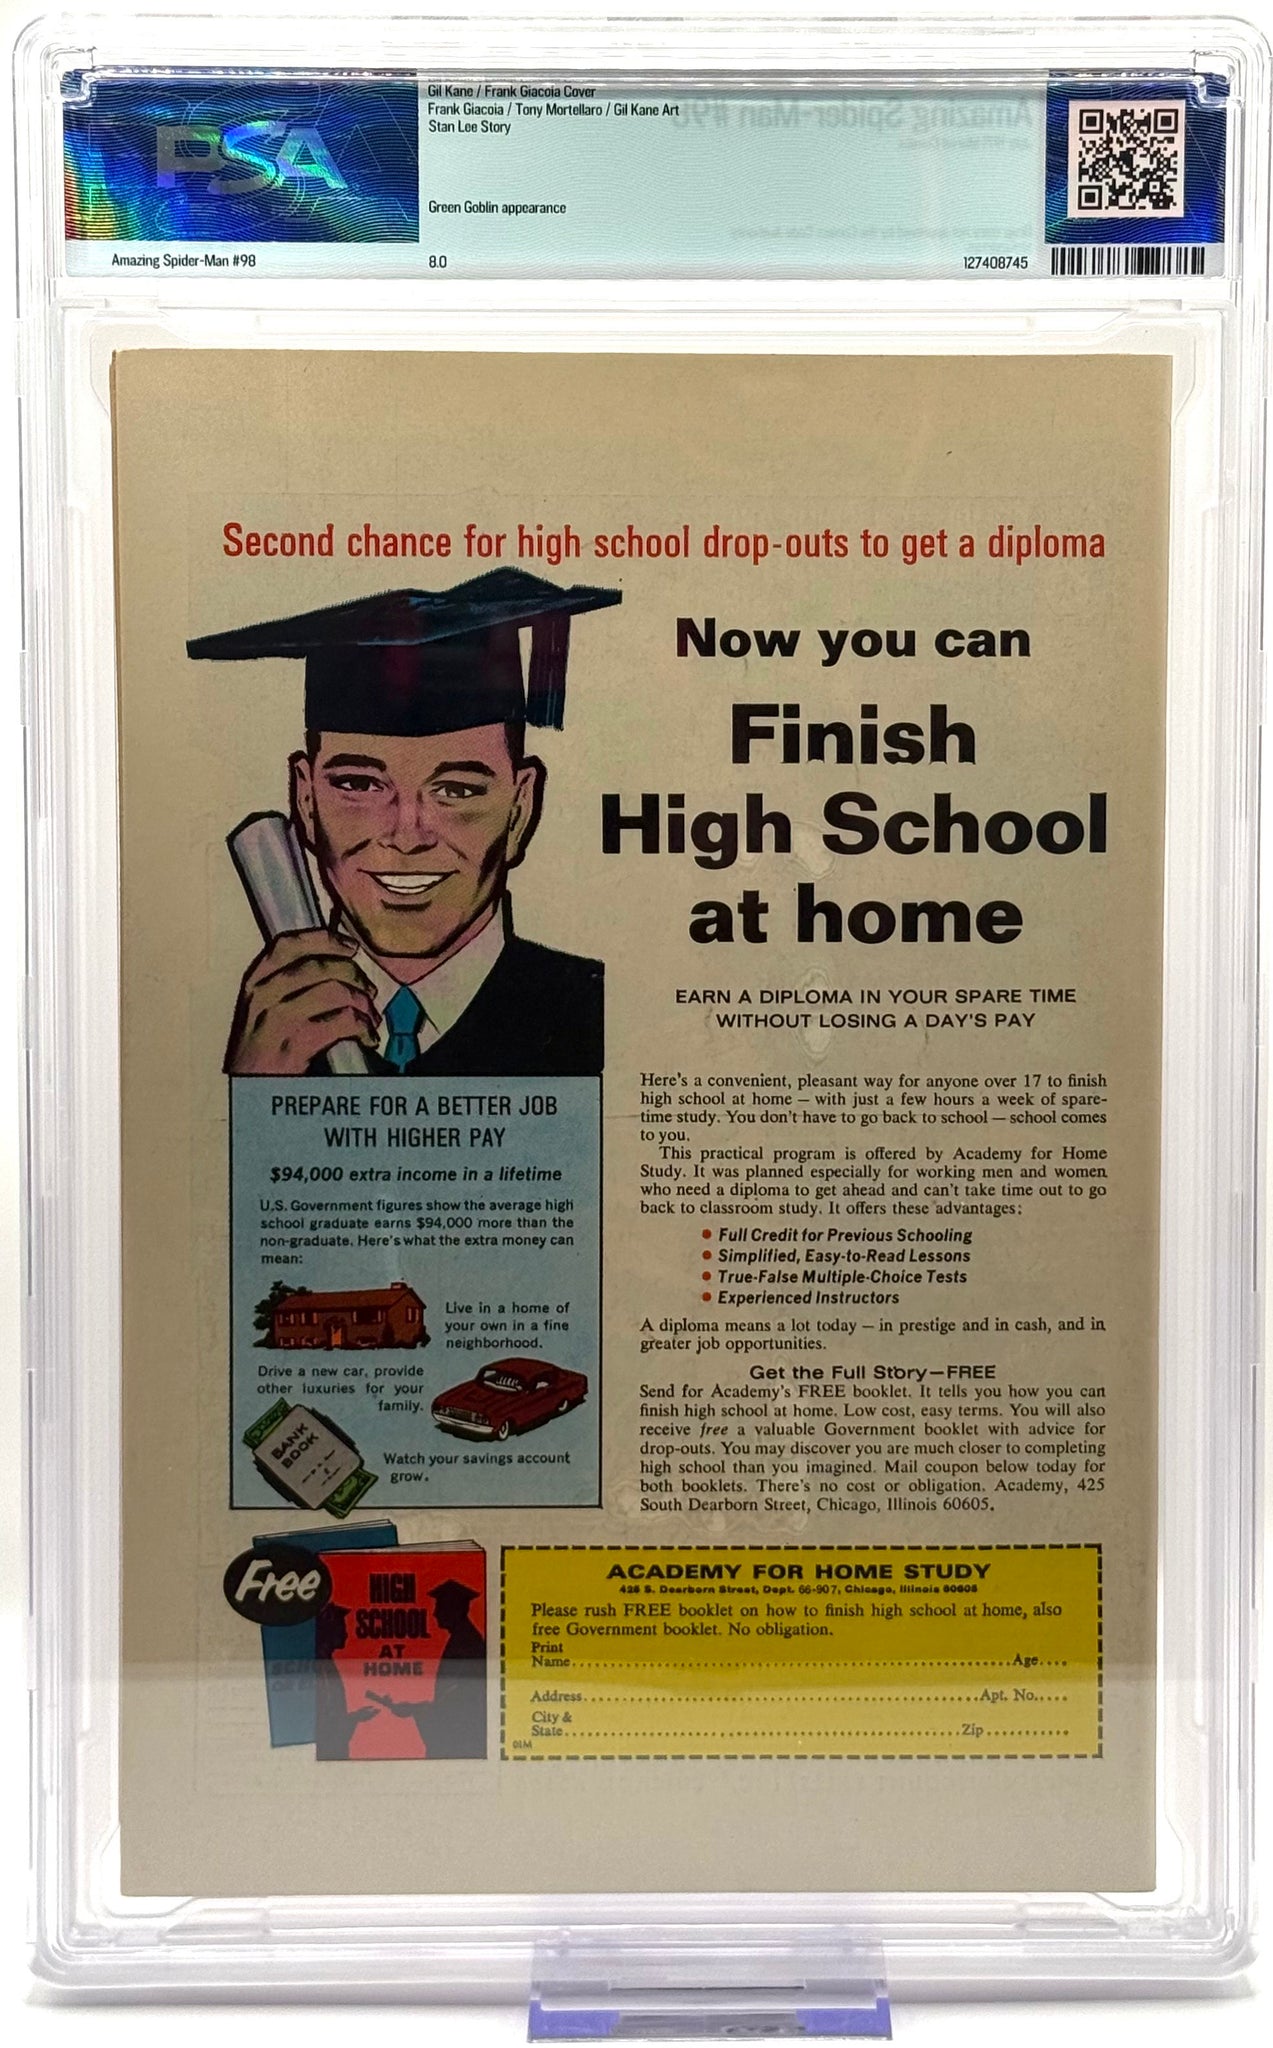 PSA
Gil Kane / Frank Giacoia Cover
Frank Giacoia / Tony Mortellaro / Gil Kane Art
Stan Lee Story
Green Goblin appearance
Amazing Spider-Man #98
8.0
127408745
Second chance for high school drop-outs to get a diploma
Now you can
Finish
High School
at home
EARN A DIPLOMA IN YOUR SPARE TIME
WITHOUT LOSING A DAY'S PAY
PREPARE FOR A BETTER JOB
WITH HIGHER PAY
$94,000 extra income in a lifetime
U.S. Government figures show the average high
school graduate earns $94,000 more than the
non-graduate. Here's what the extra money can
mean:
Live in a home of
your own in a fine
neighborhood.
Drive a new car, provide
other luxuries for your
family.
BANK
BOOK
Watch your savings account
grow.
Here's a convenient, pleasant way for anyone over 17 to finish
high school at home — with just a few hours a week of spare-
time study. You don't have to go back to school — school comes
to you.
This practical program is offered by Academy for Home
Study. It was planned especially for working men and women
who need a diploma to get ahead and can't take time out to go
back to classroom study. It offers these advantages:
• Full Credit for Previous Schooling
• Simplified, Easy-to-Read Lessons
• True-False Multiple-Choice Tests
• Experienced Instructors
A diploma means a lot today — in prestige and in cash, and in
greater job opportunities.
Get the Full Story—FREE
Send for Academy's FREE booklet. It tells you how you can
finish high school at home. Low cost, easy terms. You will also
receive free a valuable Government booklet with advice for
drop-outs. You may discover you are much closer to completing
high school than you imagined. Mail coupon below today for
both booklets. There's no cost or obligation. Academy, 425
South Dearborn Street, Chicago, Illinois 60605.
Free
HIGH
SCHOOL
AT
HOME
ACADEMY FOR HOME STUDY
425 S. Dearborn Street, Dept. 66-907, Chicago, Illinois 60605
Please rush FREE booklet on how to finish high school at home, also
free Government booklet. No obligation.
Print
Name.....Age....
Address.....Apt. No.....
City &
State.....Zip...........
01M